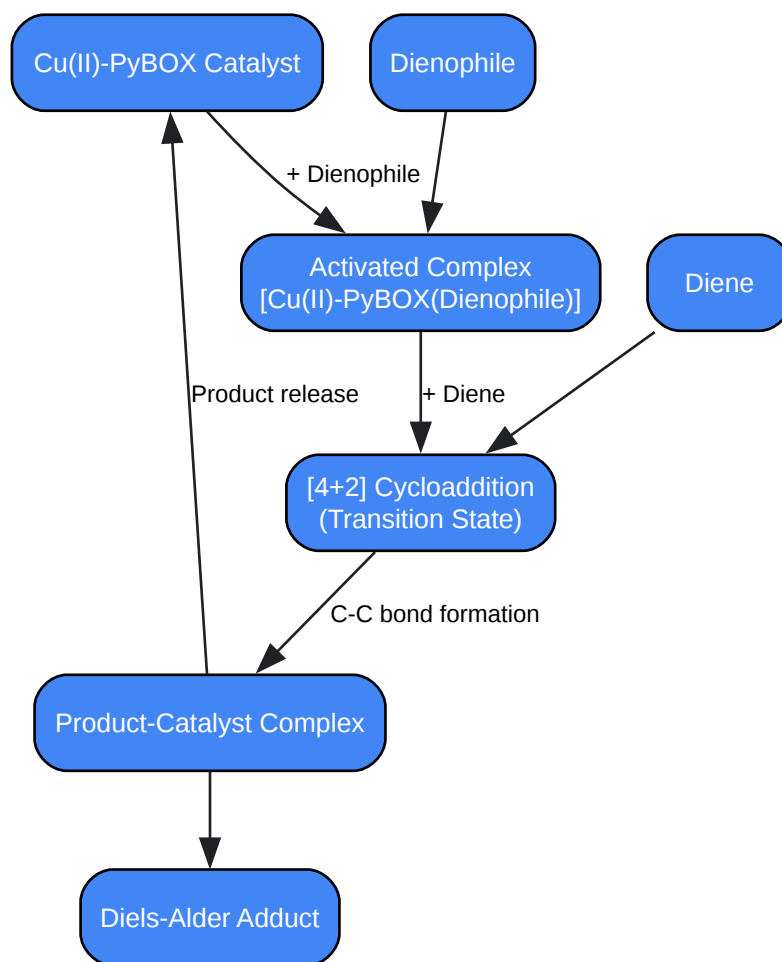 Cu(II)-PyBOX Catalyst
Dienophile
+ Dienophile
Activated Complex
[Cu(II)-PyBOX(Dienophile)]
Diene
Product release
+ Diene
[4+2] Cycloaddition
(Transition State)
C-C bond formation
Product-Catalyst Complex
Diels-Alder Adduct